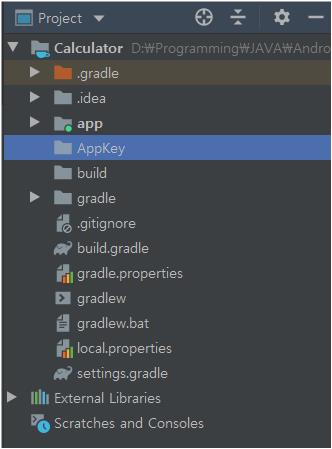 Project
Calculator D:₩Programming₩JAVA₩Andro
.gradle
.idea
app
AppKey
build
gradle
.gitignore
build.gradle
gradle.properties
gradlew
gradlew.bat
local.properties
settings.gradle
External Libraries
Scratches and Consoles